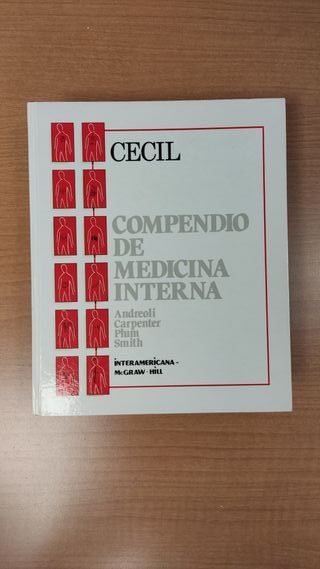 CECIL
COMPENDIO
DE
MEDICINA
INTERNA
Andreoli
Carpenter
Plum
Smith
INTERAMERICANA-
McGRAW-HILL